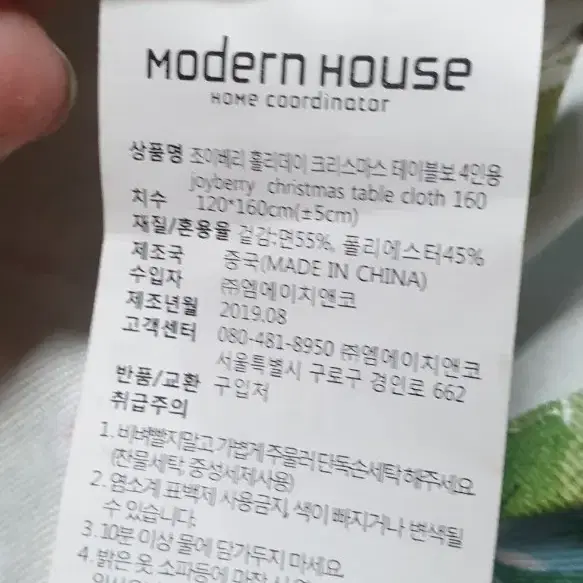 Modern House
Home coordinator
상품명 조이베리 홀리데이 크리스마스 테이블보 4인용
joyberry christmas table cloth 160
치수 120*160cm(±5cm)
재질/혼용율 겉감:면55%, 폴리에스터45%
제조국 중국(MADE IN CHINA)
수입자 ㈜엠에이치앤코
제조년월 2019.08
고객센터 080-481-8950 ㈜엠에이치앤코
서울특별시 구로구 경인로 662
반품/교환 구입처
취급주의
1. 비벼빨지말고 가볍게 주물러 단독손세탁 해주세요
(찬물세탁, 중성세제사용)
2. 염소계 표백제 사용금지, 색이 빠지거나 변색될
수 있습니다.
3. 10분 이상 물에 담가두지 마세요
4. 밝은 옷, 소파등에